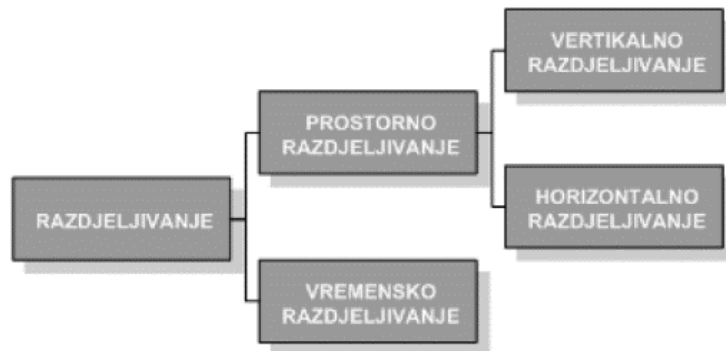 VERTIKALNO
RAZDJELJIVANJE
PROSTORNO
RAZDJELJIVANJE
HORIZONTALNO
RAZDJELJIVANJE
RAZDJELJIVANJE
VREMENSKO
RAZDJELJIVANJE